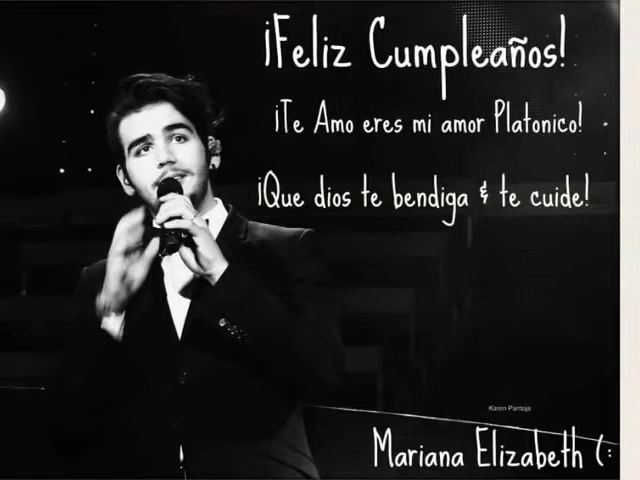 ¡Feliz Cumpleaños!
¡Te Amo eres mi amor Platonico!
¡Que dios te bendiga & te cuide!
Karen Pantoja
Mariana Elizabeth (: